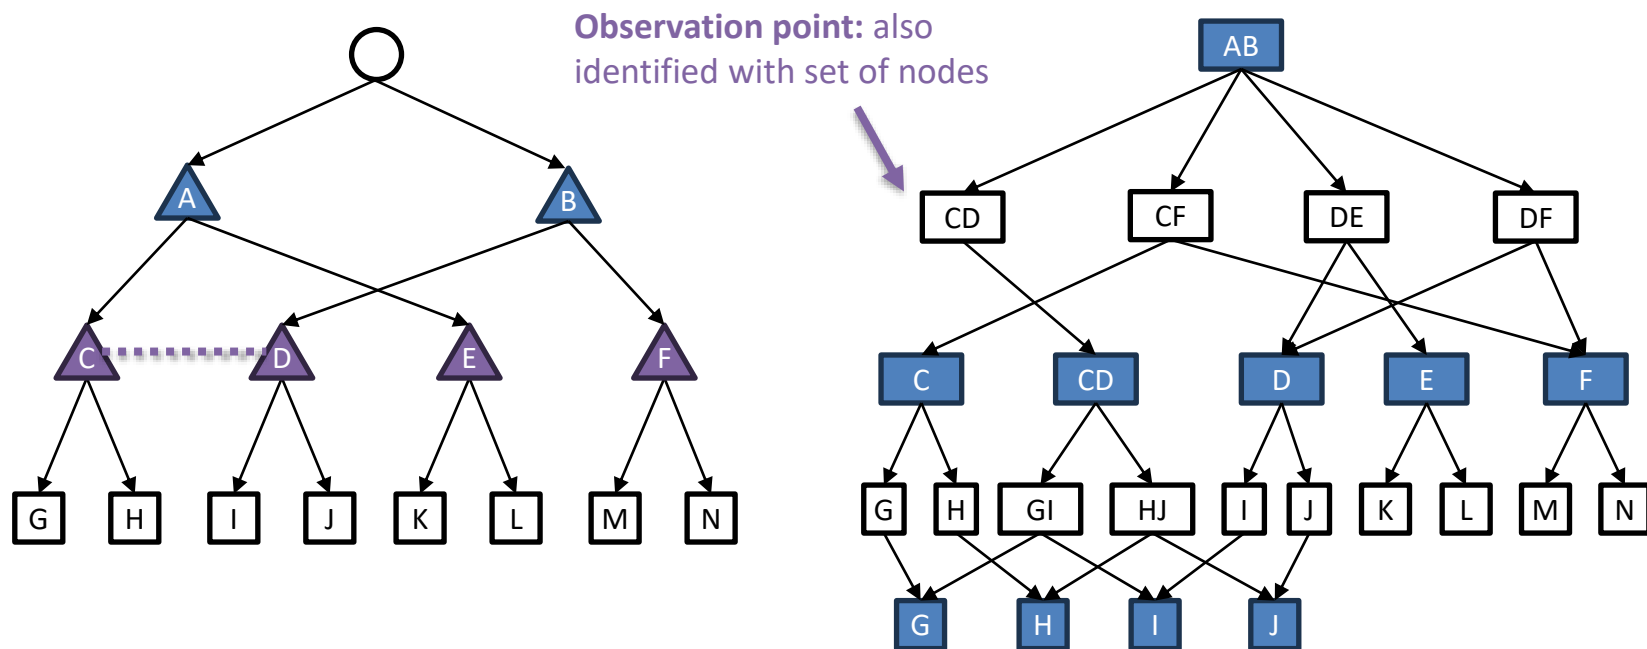 Observation point: also
identified with set of nodes
AB
A
B
CD
CF
DE
DF
C
D
E
F
C
CD
D
E
F
G
H
I
J
K
L
M
N
G
H
GI
HJ
I
J
K
L
M
N
G
H
I
J